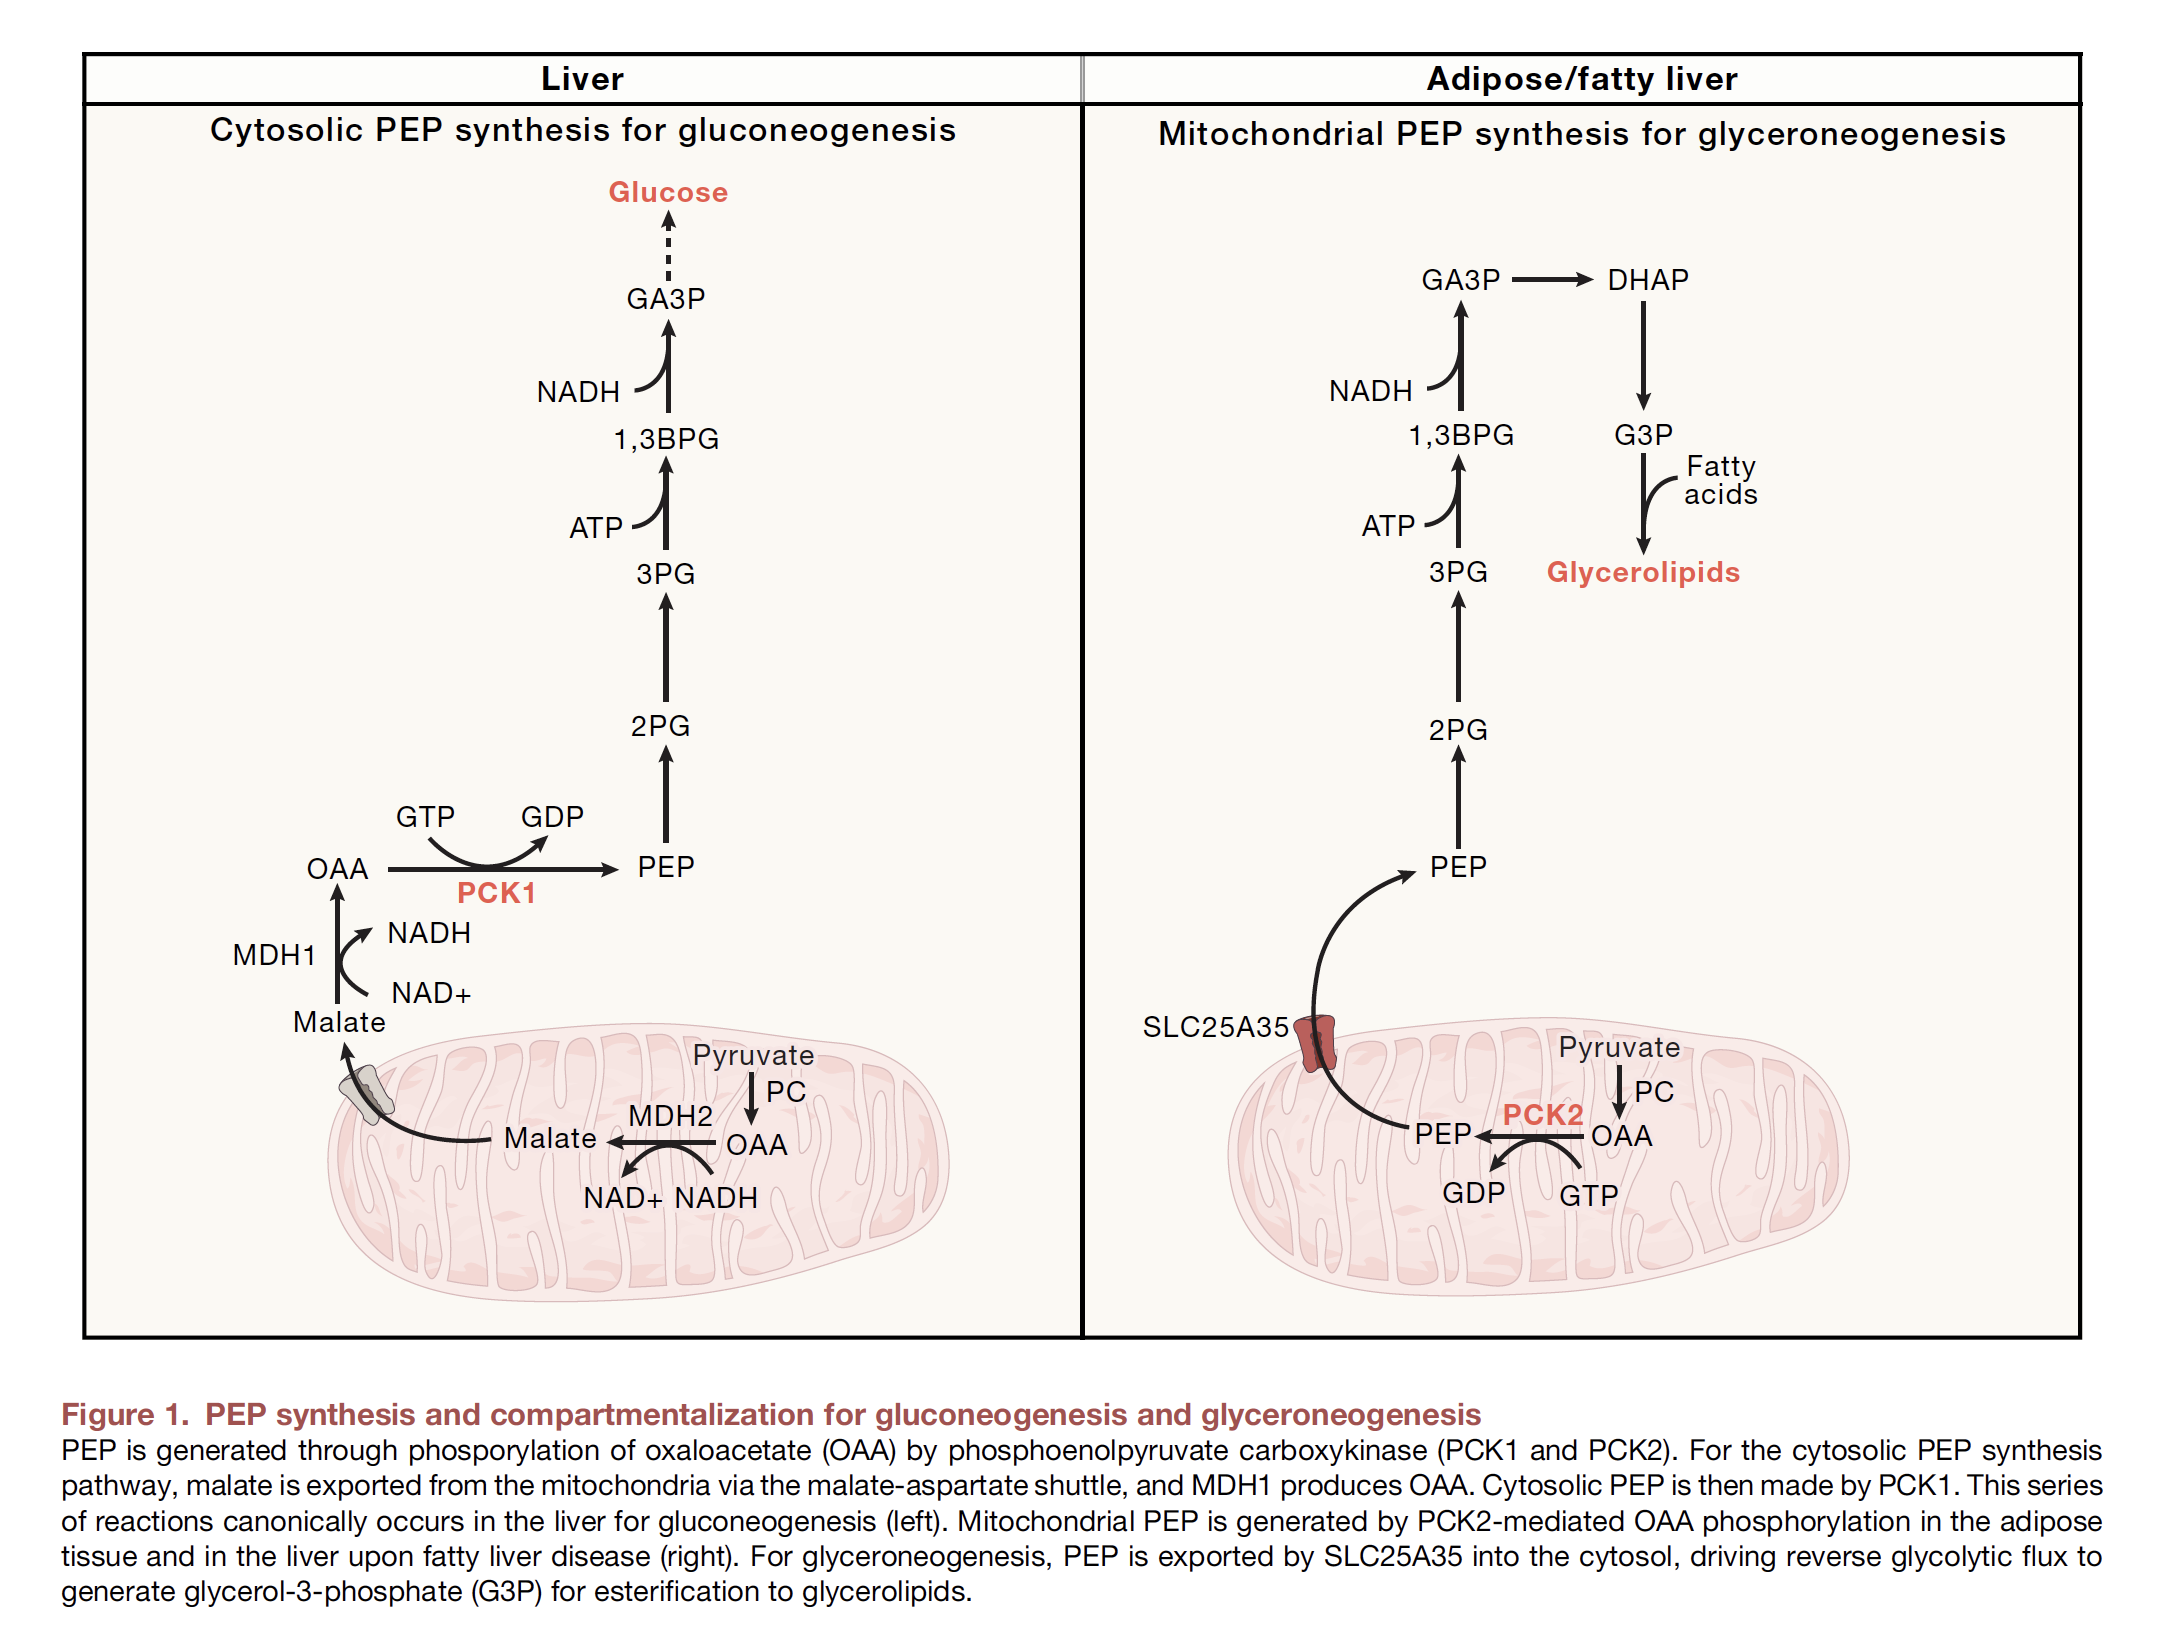 Liver
Adipose/fatty liver
Cytosolic PEP synthesis for gluconeogenesis
Glucose
GA3P
NADH
1,3BPG
ATP
3PG
2PG
GTP
GDP
OAA
PCK1
PEP
NADH
MDH1
NAD+
Malate
Pyruvate
PC
MDH2
Malate
OAA
NAD+ NADH
Mitochondrial PEP synthesis for glyceroneogenesis
GA3P
DHAP
NADH
1,3BPG
G3P
Fatty
acids
ATP
3PG
Glycerolipids
2PG
PEP
SLC25A35
Pyruvate
PC
PCK2
PEP
OAA
GDP
GTP
Figure 1. PEP synthesis and compartmentalization for gluconeogenesis and glyceroneogenesis
PEP is generated through phosporylation of oxaloacetate (OAA) by phosphoenolpyruvate carboxykinase (PCK1 and PCK2). For the cytosolic PEP synthesis
pathway, malate is exported from the mitochondria via the malate-aspartate shuttle, and MDH1 produces OAA. Cytosolic PEP is then made by PCK1. This series
of reactions canonically occurs in the liver for gluconeogenesis (left). Mitochondrial PEP is generated by PCK2-mediated OAA phosphorylation in the adipose
tissue and in the liver upon fatty liver disease (right). For glyceroneogenesis, PEP is exported by SLC25A35 into the cytosol, driving reverse glycolytic flux to
generate glycerol-3-phosphate (G3P) for esterification to glycerolipids.